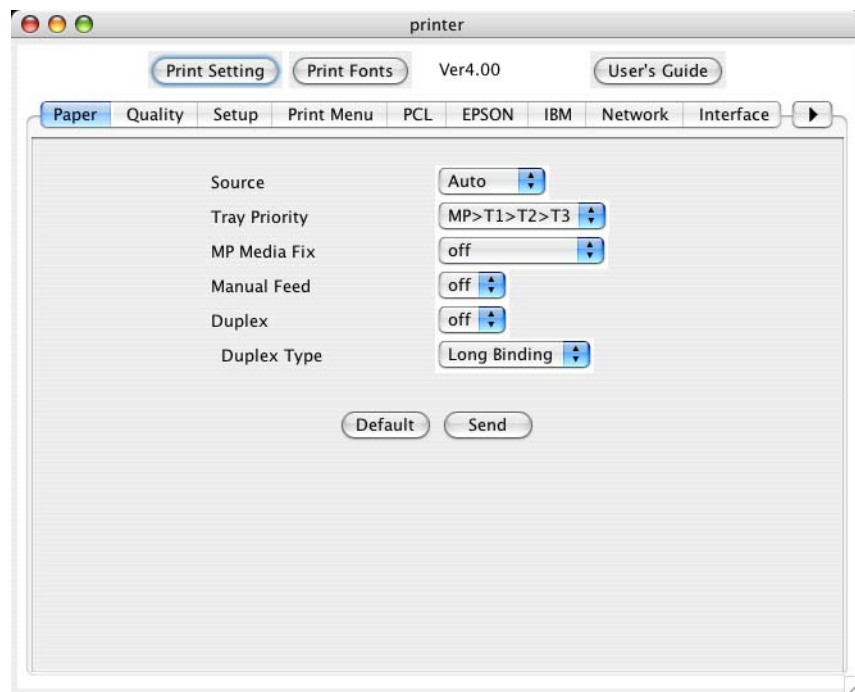 printer
Print Setting Print Fonts Ver4.00 User's Guide
Paper Quality Setup Print Menu PCL EPSON IBM Network Interface
Source Auto
Tray Priority MP>T1>T2>T3
MP Media Fix off
Manual Feed off
Duplex off
Duplex Type Long Binding
Default Send